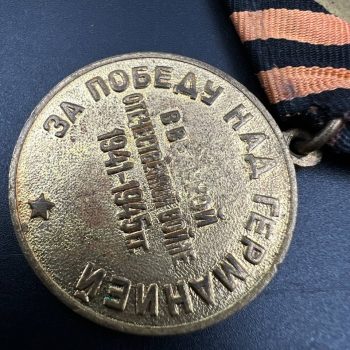 ЗА ПОБЕДУ НАД ГЕРМАНИЕЙ
В В
ОТЕЧЕСТВЕННОЙ ВОЙНЕ
1941-1945гг